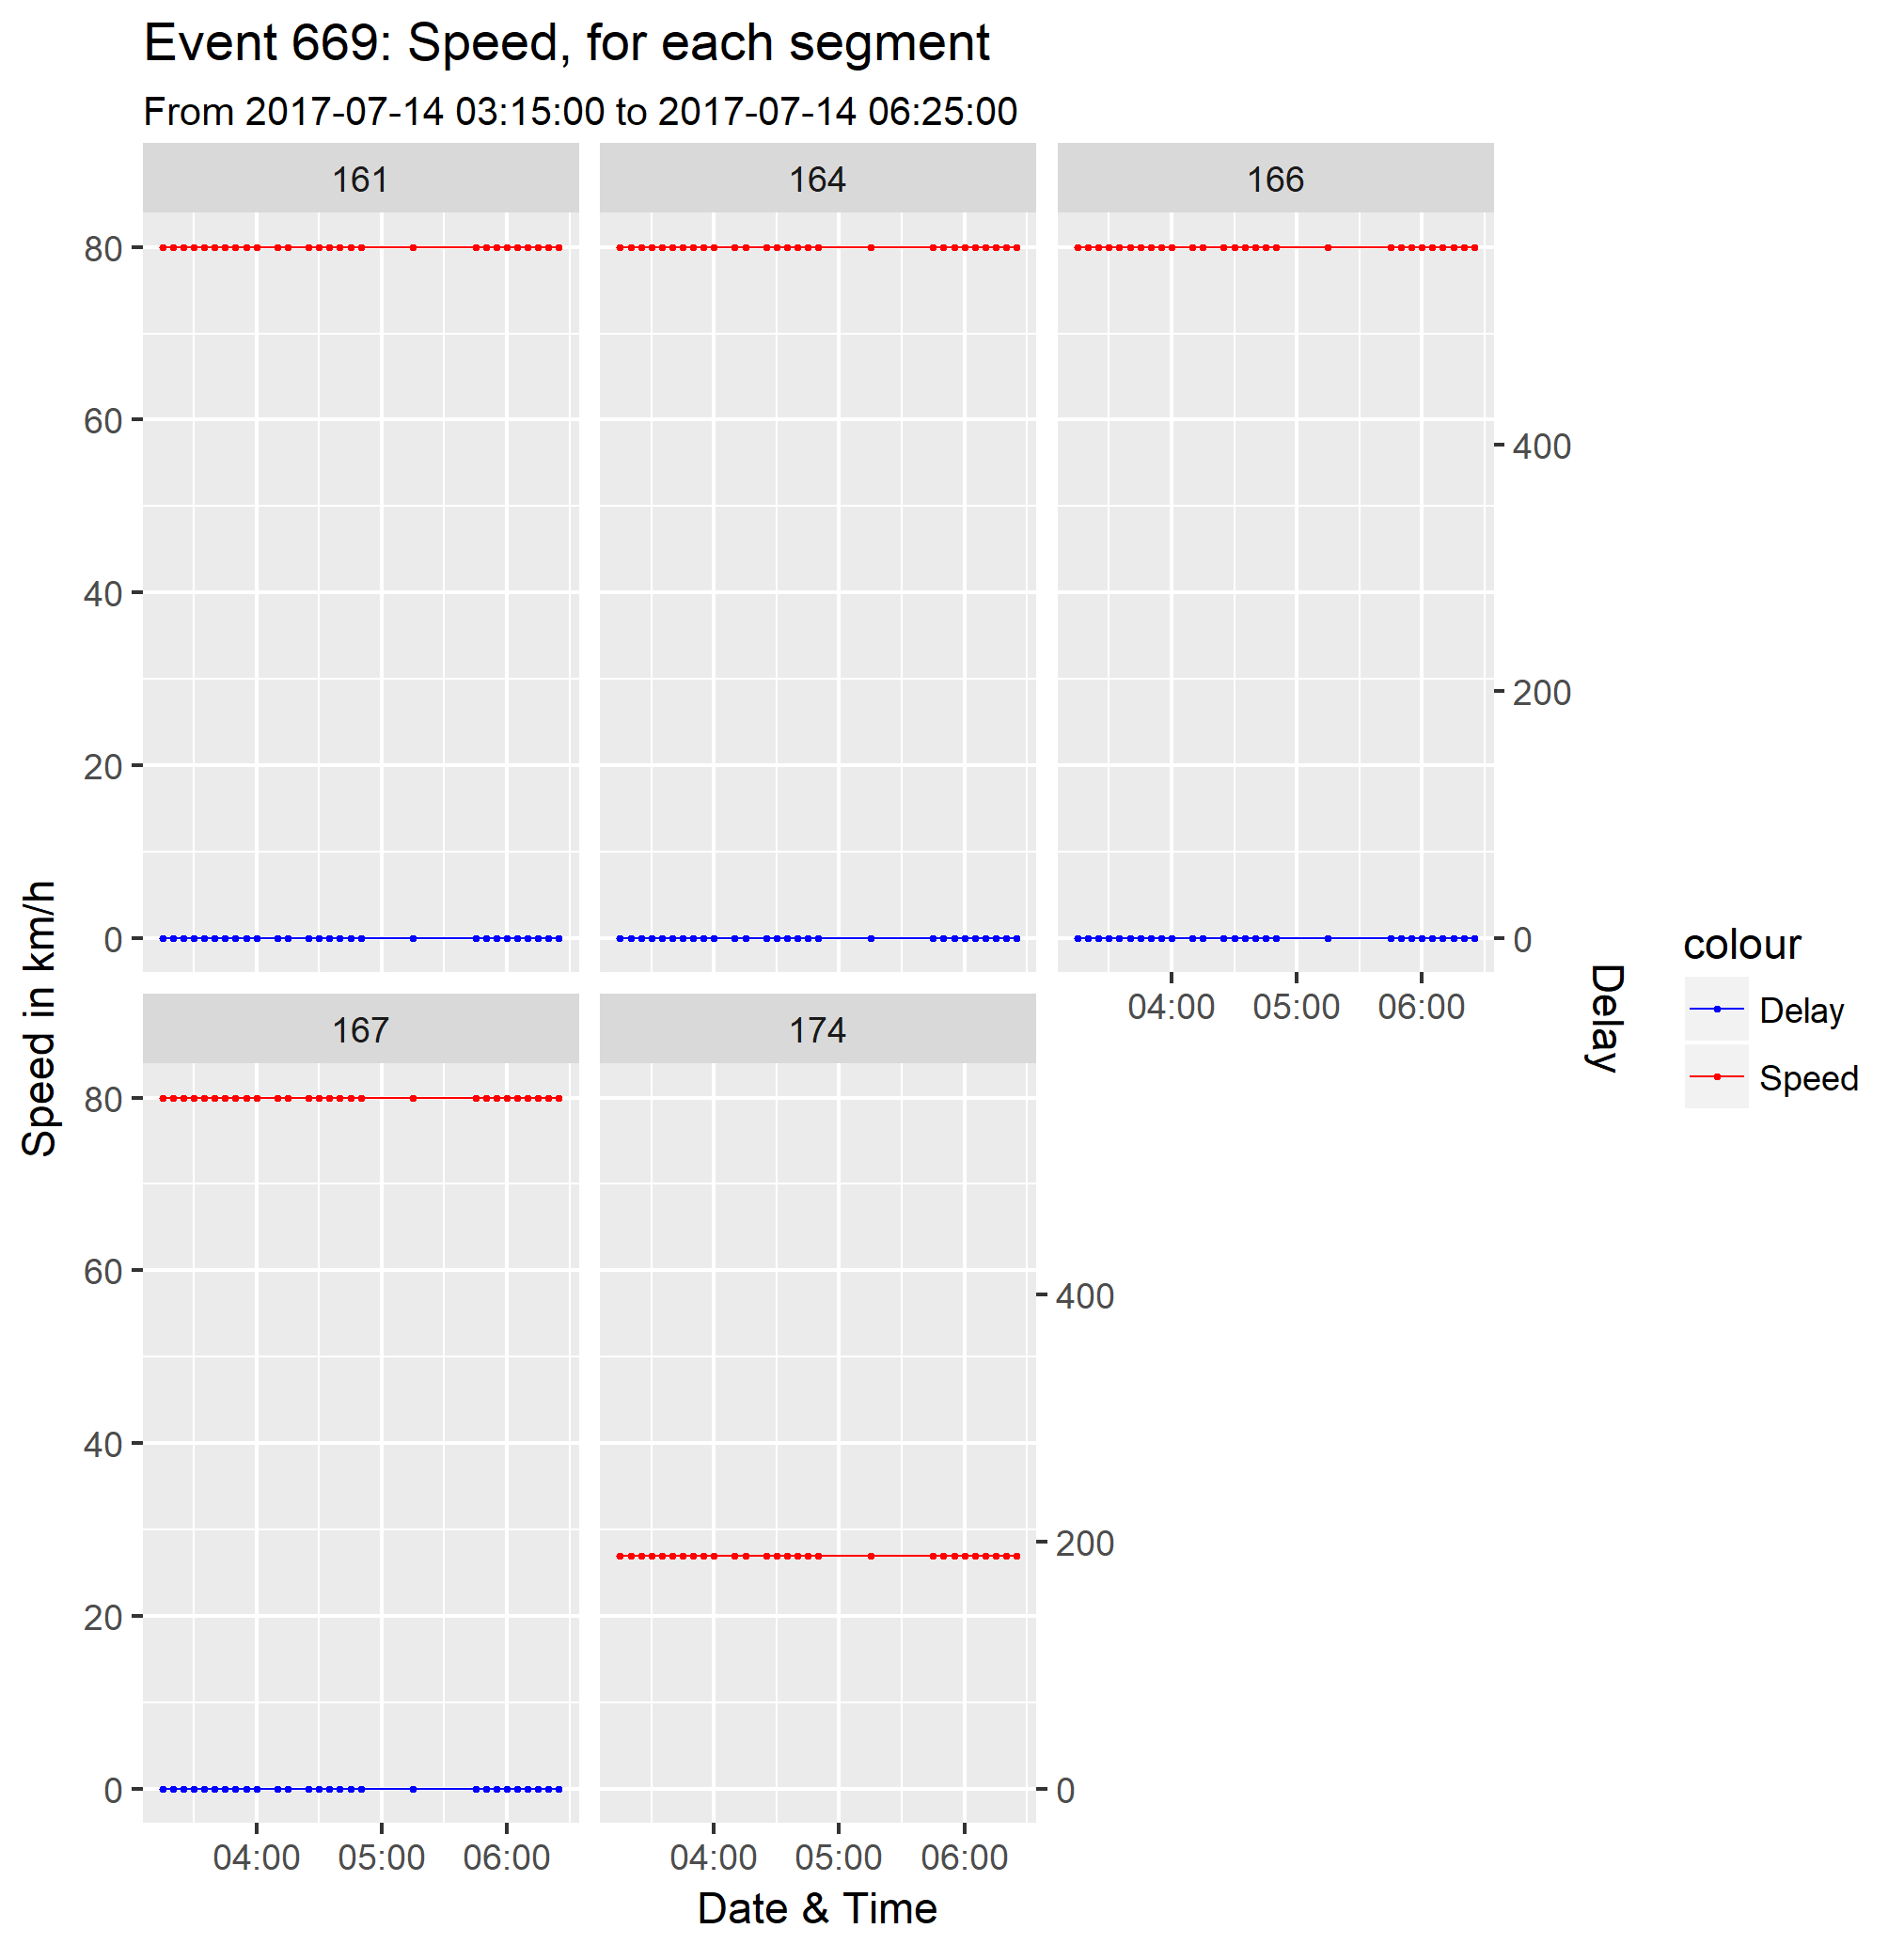 Event 669: Speed, for each segment
From 2017-07-14 03:15:00 to 2017-07-14 06:25:00
161
164
166
80
60
40
20
0
400
200
0
04:00 05:00 06:00
Speed in km/h
Delay
colour
Delay
Speed
167
174
80
60
40
20
0
400
200
0
04:00 05:00 06:00
04:00 05:00 06:00
Date & Time